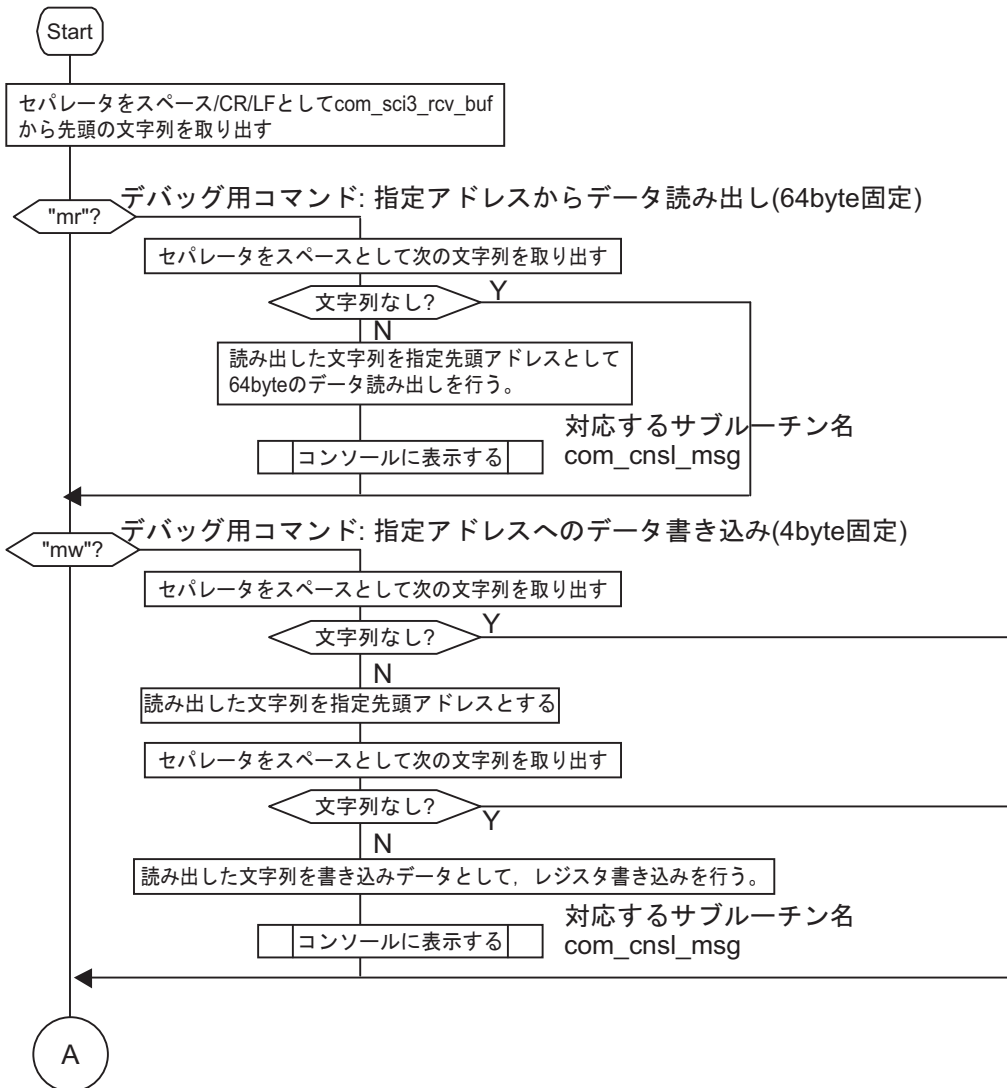 Start
セパレータをスペース/CR/LFとしてcom_sci3_rcv_buf
から先頭の文字列を取り出す
デバッグ用コマンド: 指定アドレスからデータ読み出し(64byte固定)
"mr"?
セパレータをスペースとして次の文字列を取り出す
文字列なし?
Y
N
読み出した文字列を指定先頭アドレスとして
64byteのデータ読み出しを行う。
対応するサブルーチン名
コンソールに表示する
com_cnsl_msg
デバッグ用コマンド: 指定アドレスへのデータ書き込み(4byte固定)
"mw"?
セパレータをスペースとして次の文字列を取り出す
文字列なし?
Y
N
読み出した文字列を指定先頭アドレスとする
セパレータをスペースとして次の文字列を取り出す
文字列なし?
Y
N
読み出した文字列を書き込みデータとして，レジスタ書き込みを行う。
対応するサブルーチン名
コンソールに表示する
com_cnsl_msg
A